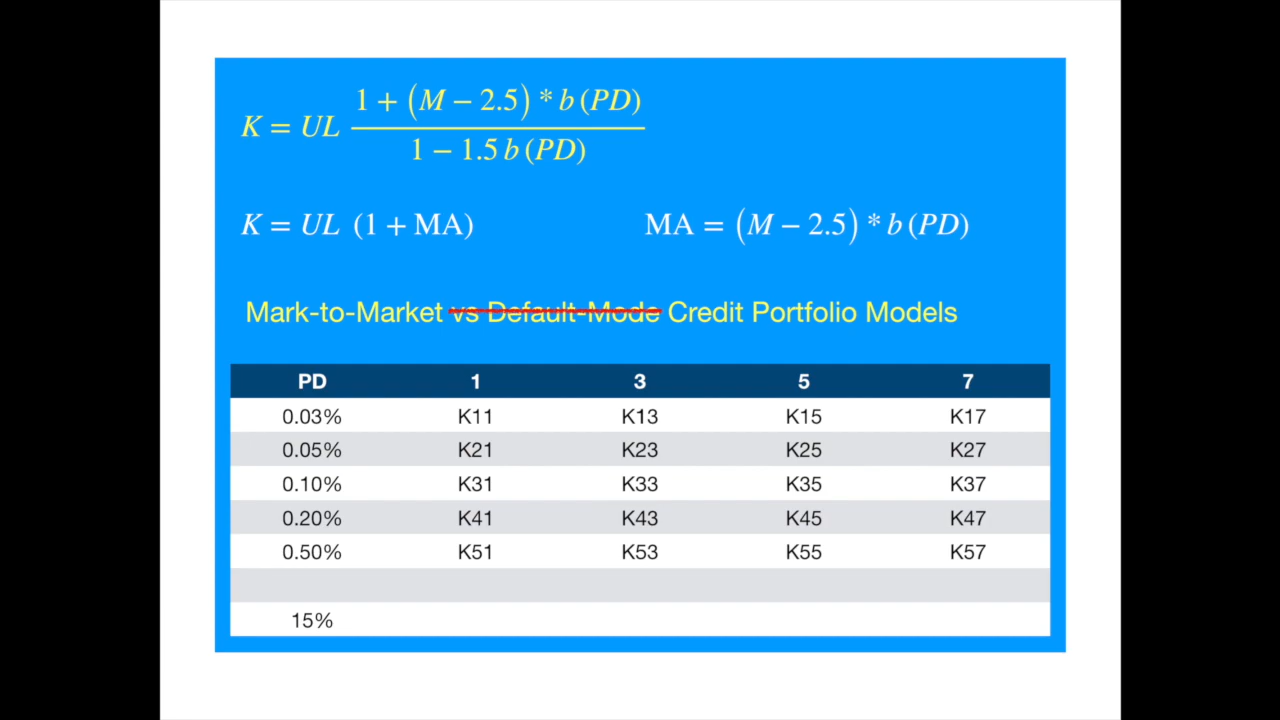 K = UL 1 + (M − 2.5) * b (PD)
1 − 1.5 b (PD)
K = UL (1 + MA) MA = (M − 2.5) * b (PD)
Mark-to-Market vs Default-Mode Credit Portfolio Models
PD 1 3 5 7
0.03% K11 K13 K15 K17
0.05% K21 K23 K25 K27
0.10% K31 K33 K35 K37
0.20% K41 K43 K45 K47
0.50% K51 K53 K55 K57
15%